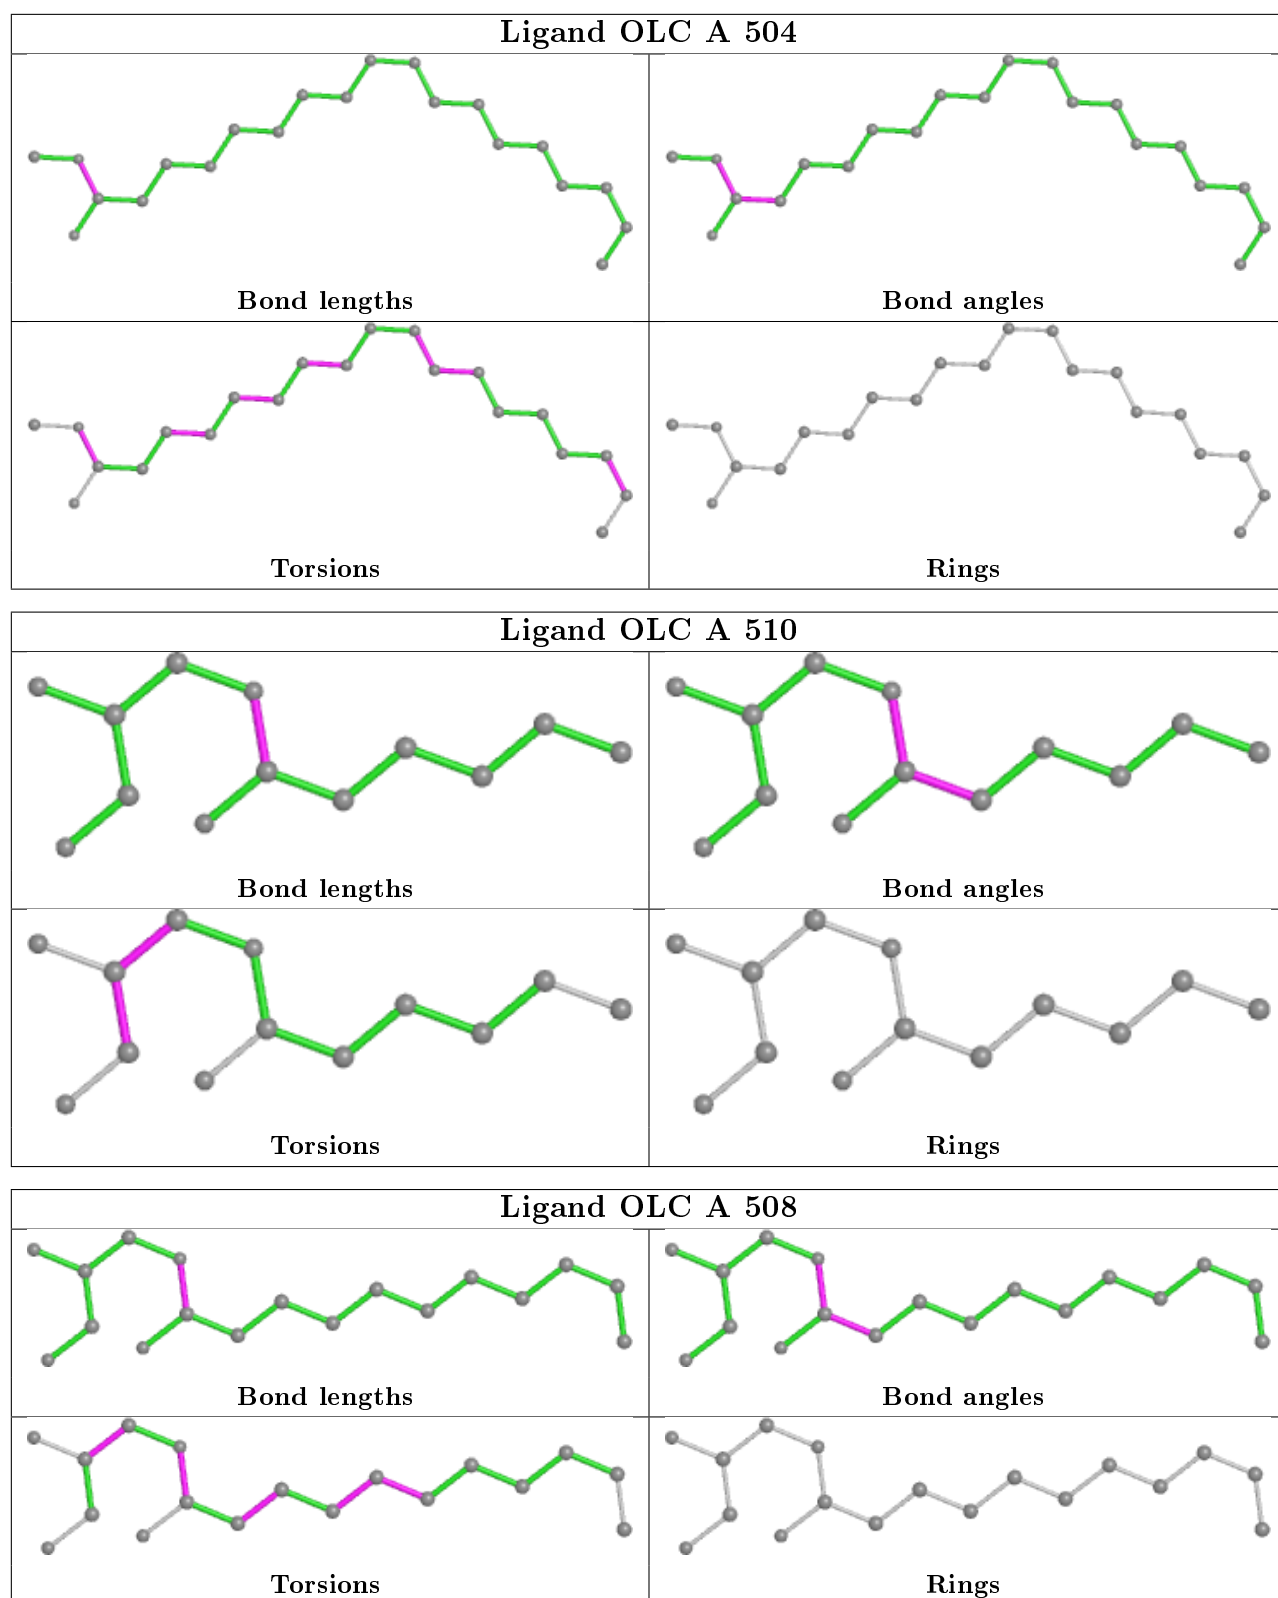 Ligand OLC A 504
Bond lengths
Bond angles
Torsions
Rings
Ligand OLC A 510
Bond lengths
Bond angles
Torsions
Rings
Ligand OLC A 508
Bond lengths
Bond angles
Torsions
Rings